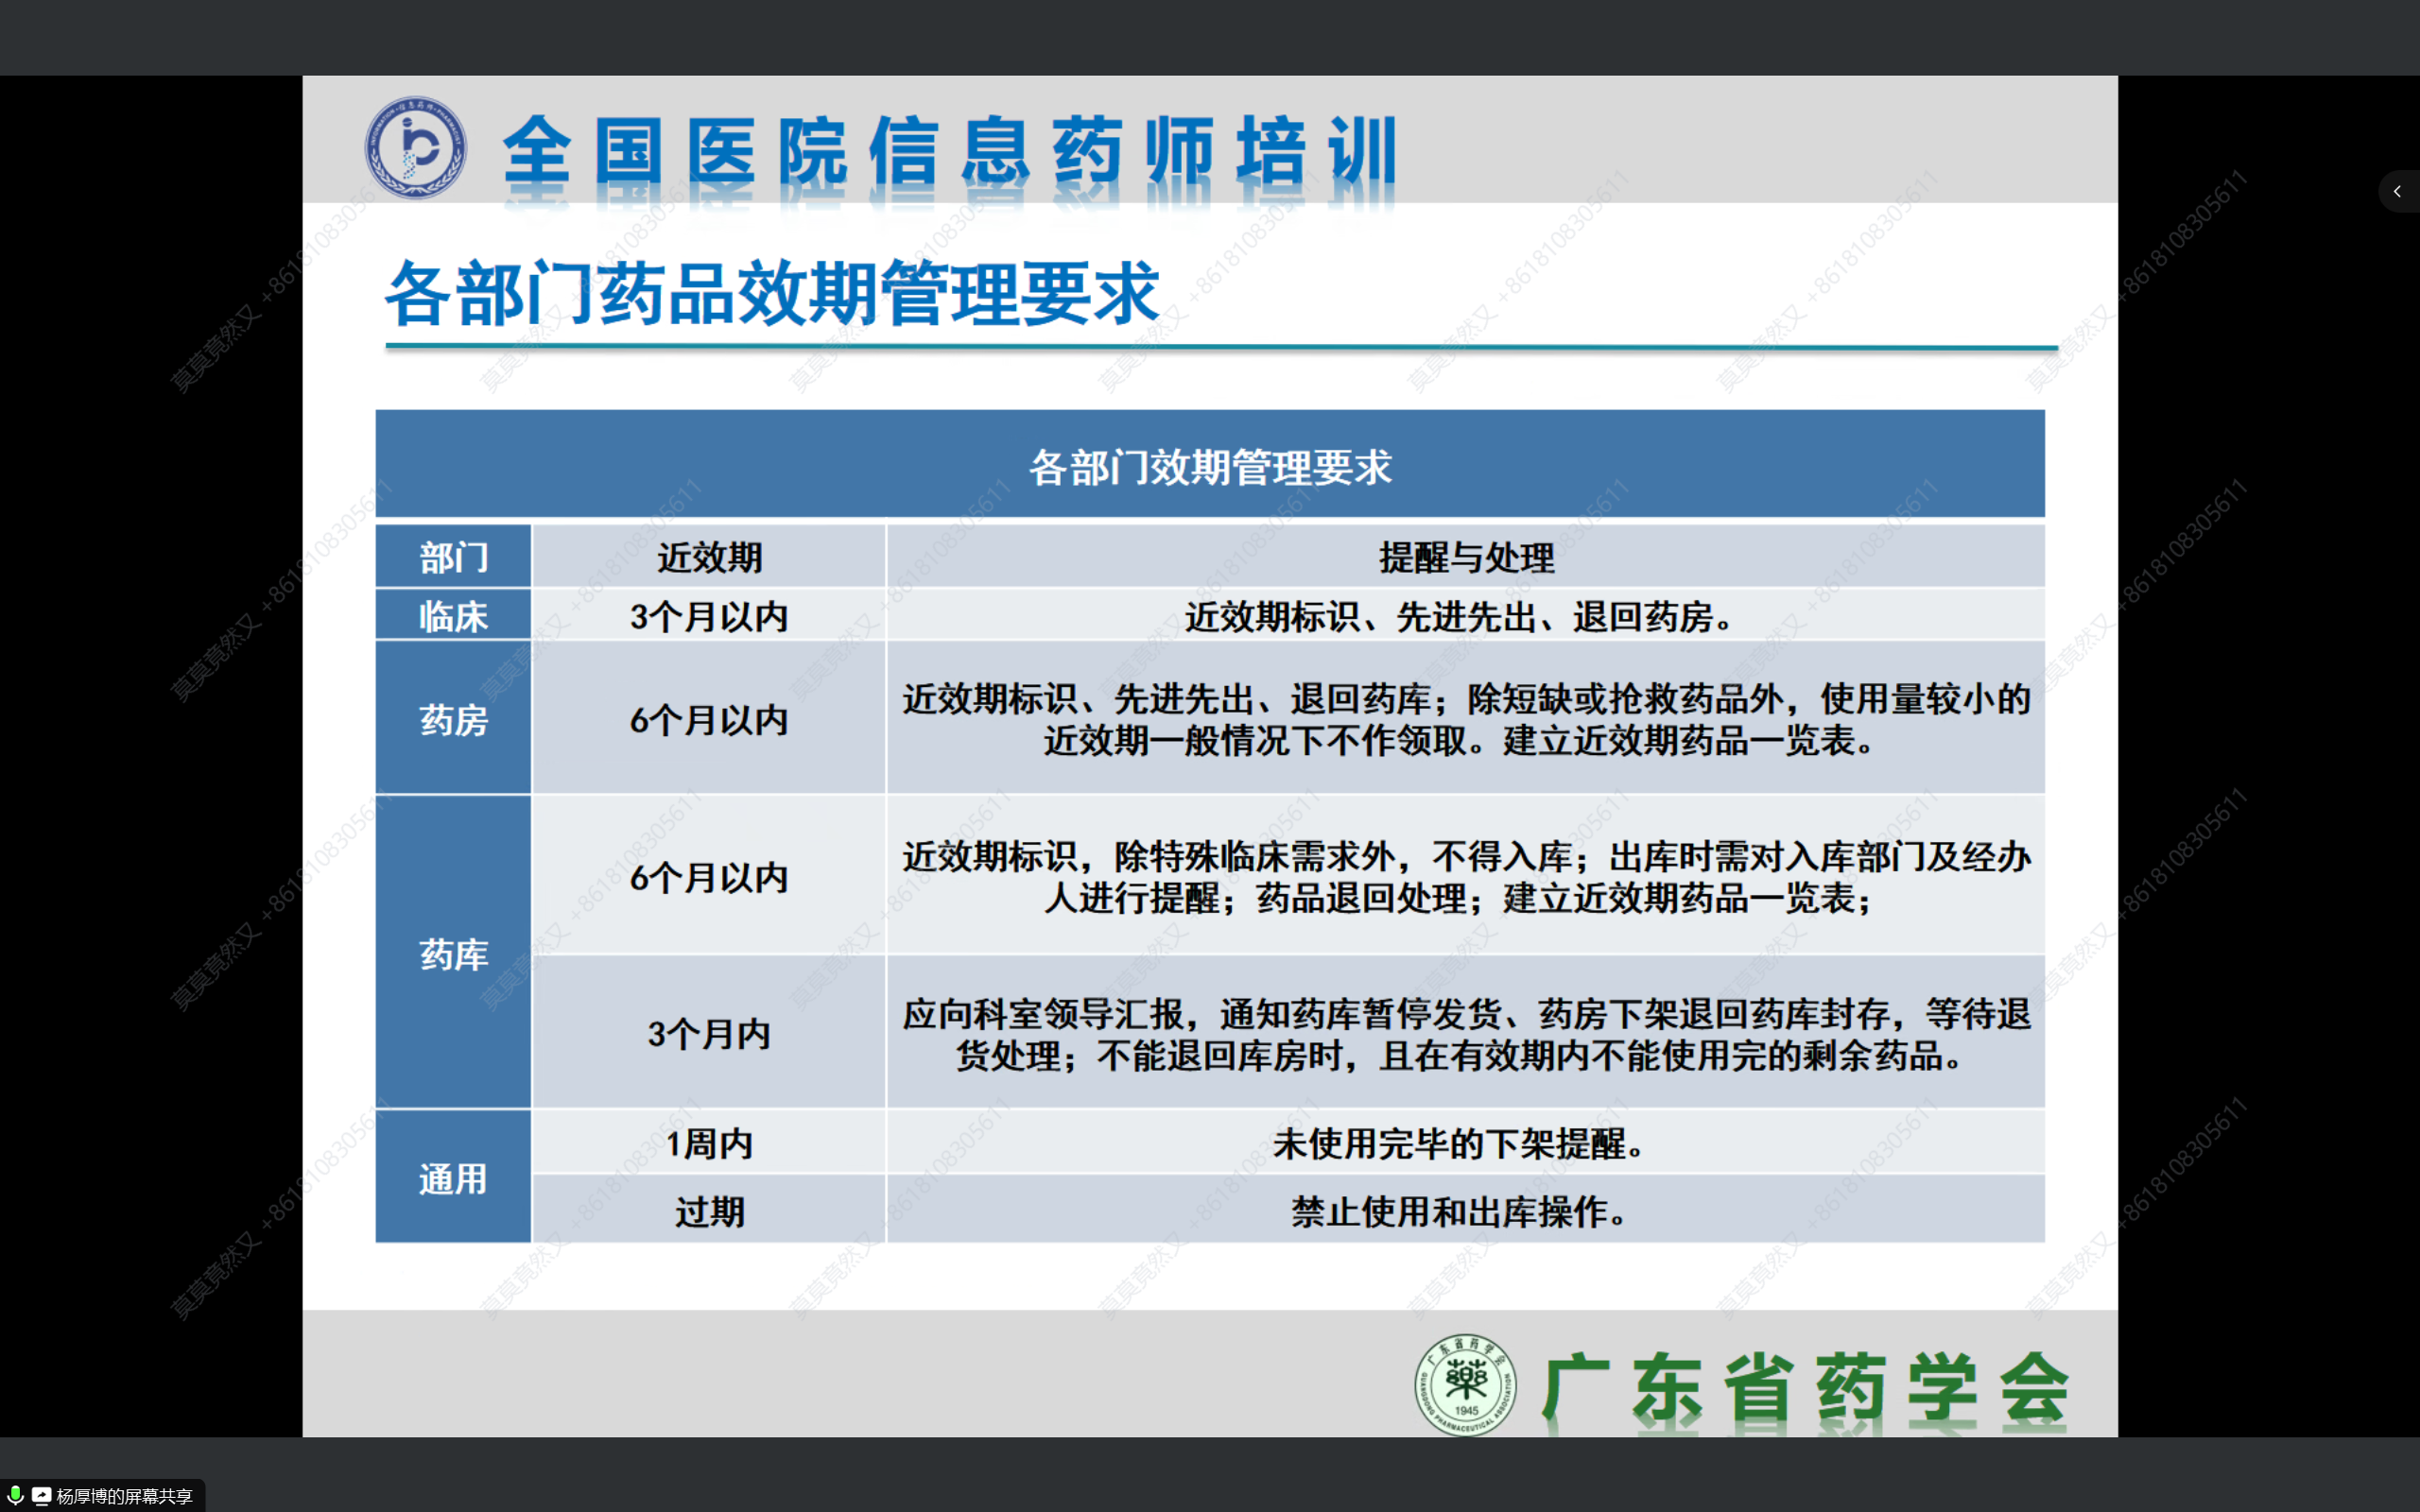 全国医院信息药师培训
各部门药品效期管理要求
各部门效期管理要求
部门
近效期
提醒与处理
临床
3个月以内
近效期标识、先进先出、退回药房。
药房
6个月以内
近效期标识、先进先出、退回药库；除短缺或抢救药品外，使用量较小的
近效期一般情况下不作领取。建立近效期药品一览表。
药库
6个月以内
近效期标识，除特殊临床需求外，不得入库；出库时需对入库部门及经办
人进行提醒；药品退回处理；建立近效期药品一览表；
3个月内
应向科室领导汇报，通知药库暂停发货、药房下架退回药库封存，等待退
货处理；不能退回库房时，且在有效期内不能使用完的剩余药品。
通用
1周内
未使用完毕的下架提醒。
过期
禁止使用和出库操作。
广东省药学会
GUANGDONG PHARMACEUTICAL ASSOCIATION
1945
广东省药学会
莫莫竟然又 +8618108305611
杨厚博的屏幕共享